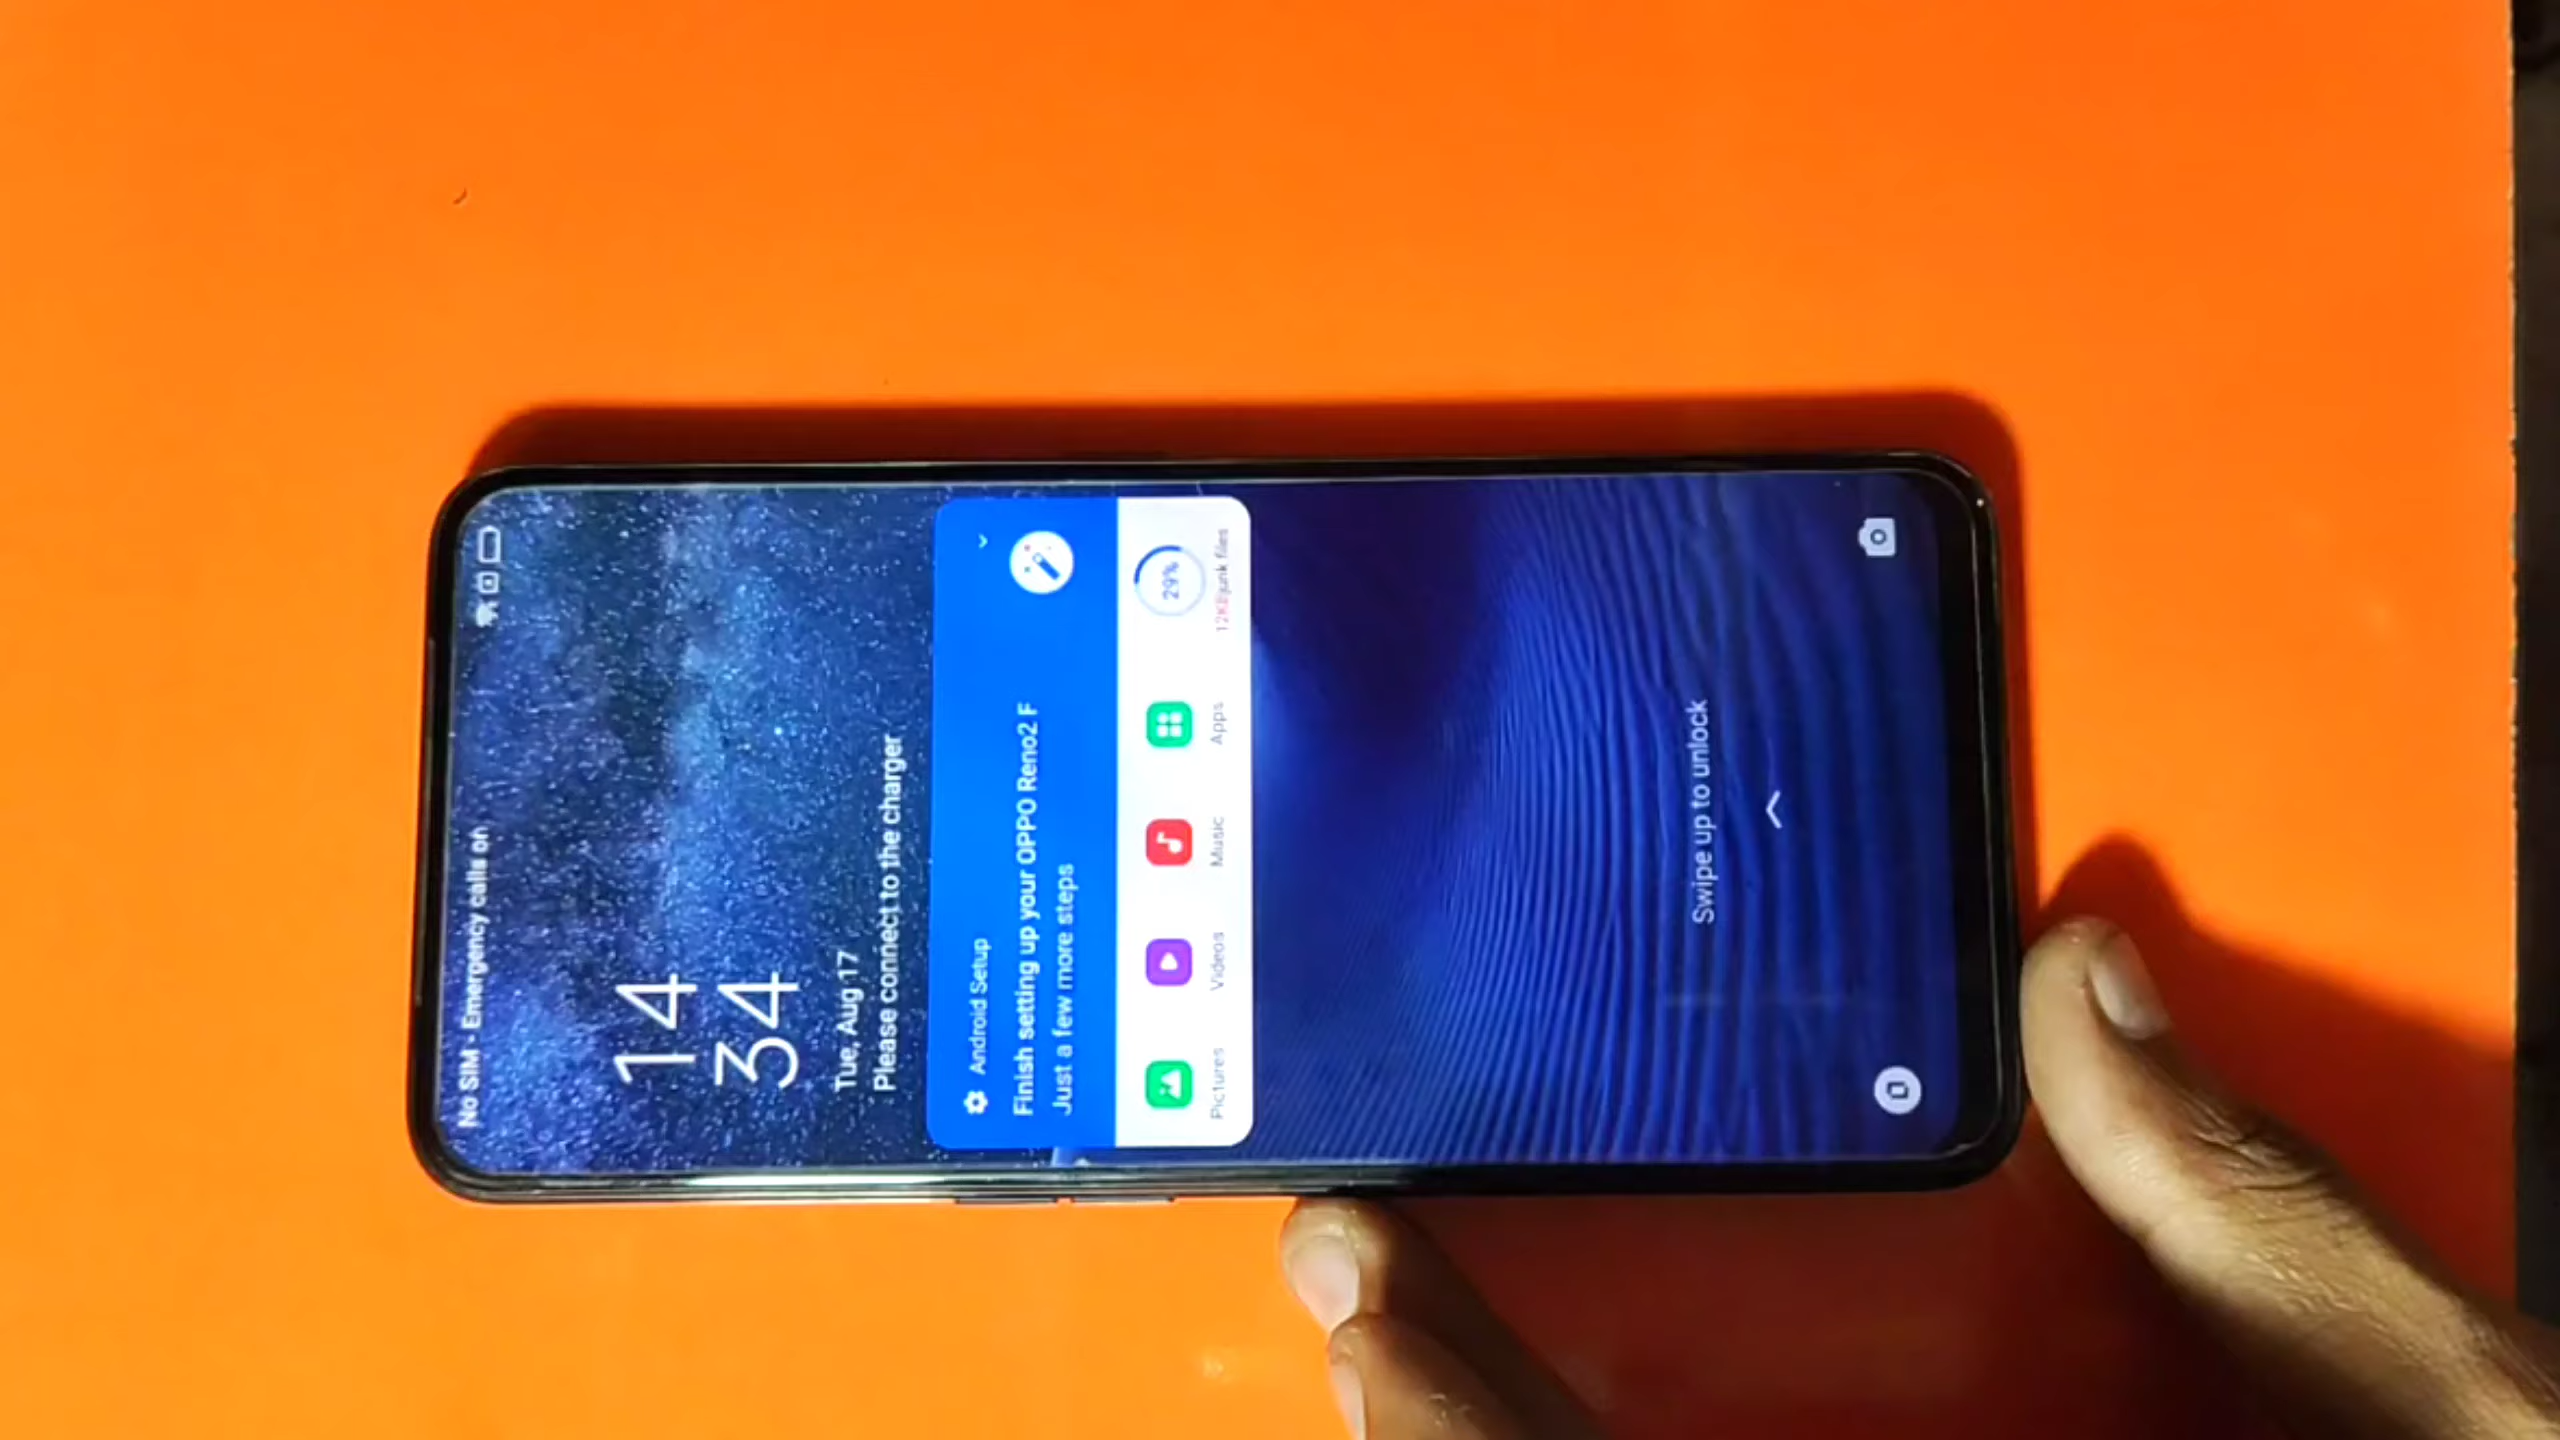 No SIM - Emergency calls on
14
34
Tue, Aug 17
Please connect to the charger
Android Setup
Finish setting up your OPPO Reno2 F
Just a few more steps
29%
Pictures
Videos
Music
Apps
12KBjunk files
Swipe up to unlock